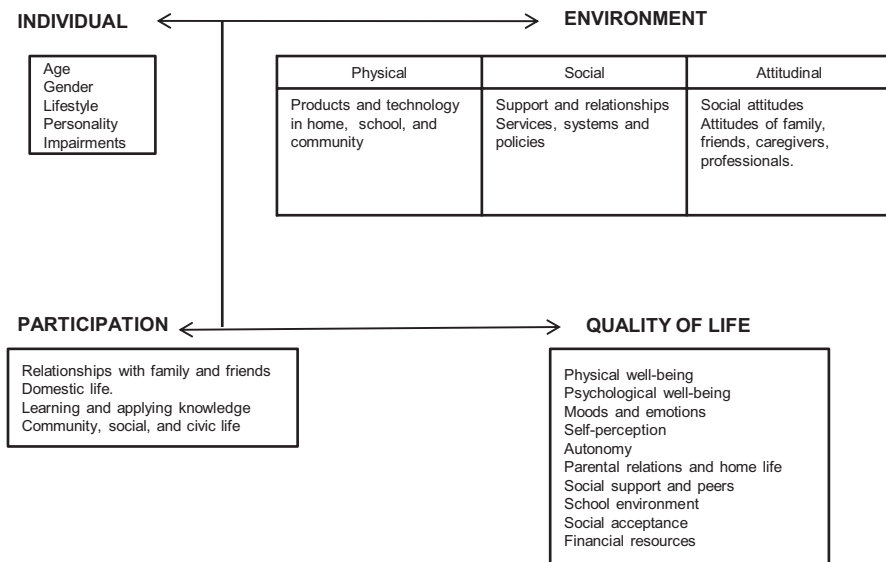 INDIVIDUAL
ENVIRONMENT
Age
Gender
Lifestyle
Personality
Impairments
Physical
Social
Attitudinal
Products and technology
in home, school, and
community
Support and relationships
Services, systems and
policies
Social attitudes
Attitudes of family,
friends, caregivers,
professionals.
PARTICIPATION
QUALITY OF LIFE
Relationships with family and friends
Domestic life.
Learning and applying knowledge
Community, social, and civic life
Physical well-being
Psychological well-being
Moods and emotions
Self-perception
Autonomy
Parental relations and home life
Social support and peers
School environment
Social acceptance
Financial resources